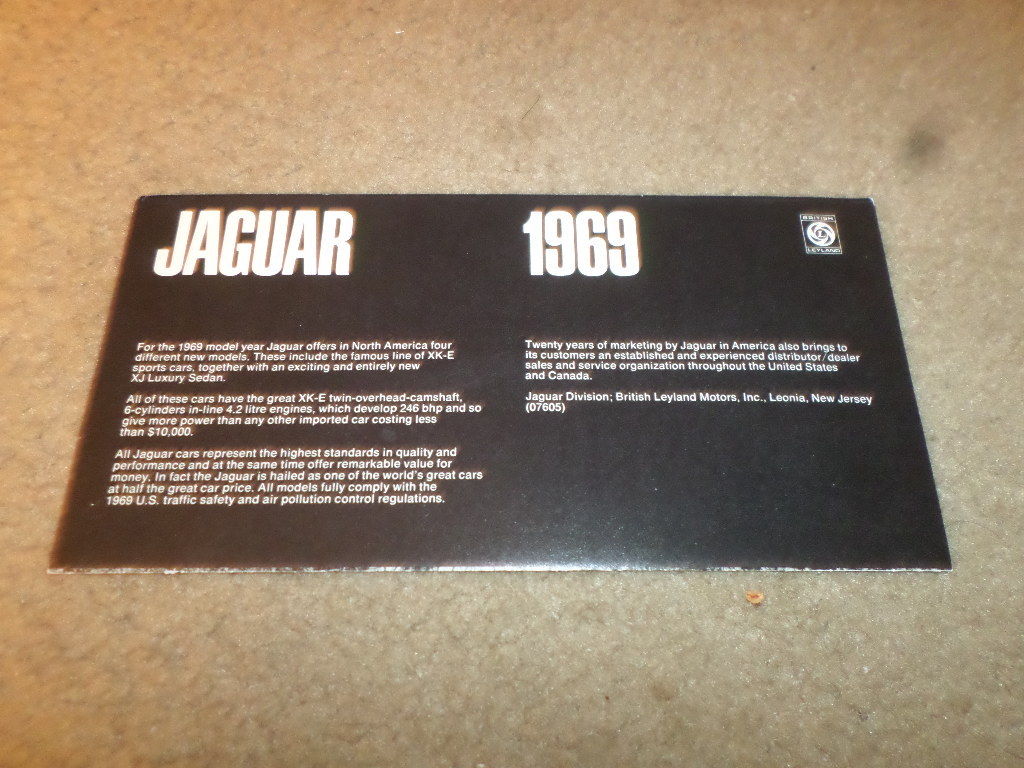 JAGUAR
1969
BRITISH
L
LEYLAND
For the 1969 model year Jaguar offers in North America four
different new models. These include the famous line of XK-E
sports cars, together with an exciting and entirely new
XJ Luxury Sedan.
All of these cars have the great XK-E twin-overhead-camshaft,
6-cylinders in-line 4.2 litre engines, which develop 246 bhp and so
give more power than any other imported car costing less
than $10,000.
All Jaguar cars represent the highest standards in quality and
performance and at the same time offer remarkable value for
money. In fact the Jaguar is hailed as one of the world's great cars
at half the great car price. All models fully comply with the
1969 U.S. traffic safety and air pollution control regulations.
Twenty years of marketing by Jaguar in America also brings to
its customers an established and experienced distributor/dealer
sales and service organization throughout the United States
and Canada.
Jaguar Division; British Leyland Motors, Inc., Leonia, New Jersey
(07605)